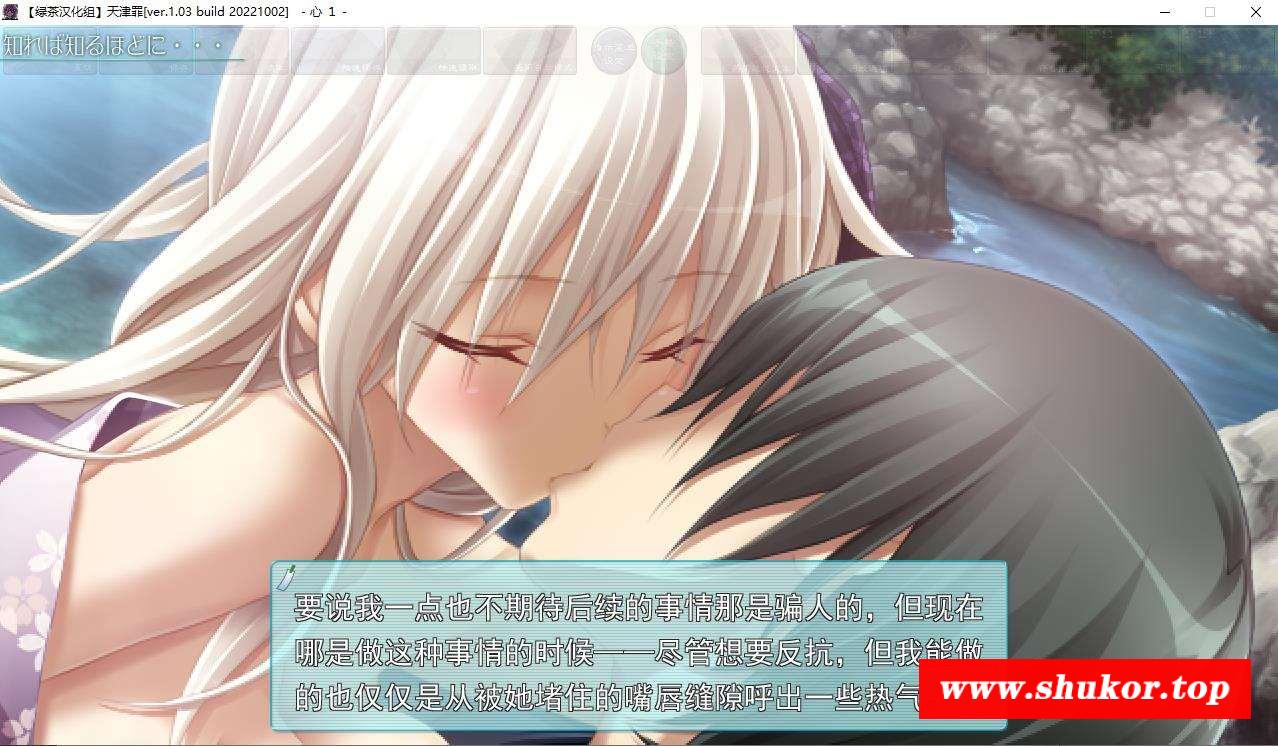 【绿茶汉化组】天津罪[ver.1.03 build 20221002] - 心 1 -
知れば知るほどに・・・
要说我一点也不期待后续的事情那是骗人的，但现在
哪是做这种事情的时候——尽管想要反抗，但我能做
的也仅仅是从被她堵住的嘴唇缝隙呼出一些热气
www.shukor.top